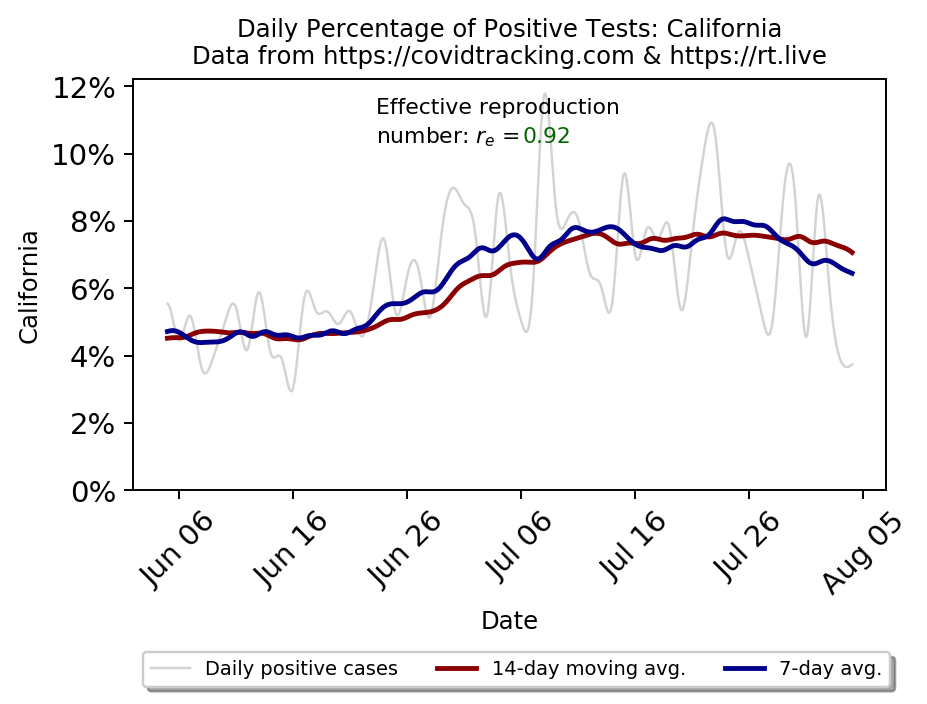 Daily Percentage of Positive Tests: California
Data from https://covidtracking.com & https://rt.live
Effective reproduction
number: rₑ =0.92
12%
10%
8%
6%
4%
2%
0%
California
Jun 06
Jun 16
Jun 26
Jul 06
Jul 16
Jul 26
Aug 05
Date
Daily positive cases
14-day moving avg.
7-day avg.